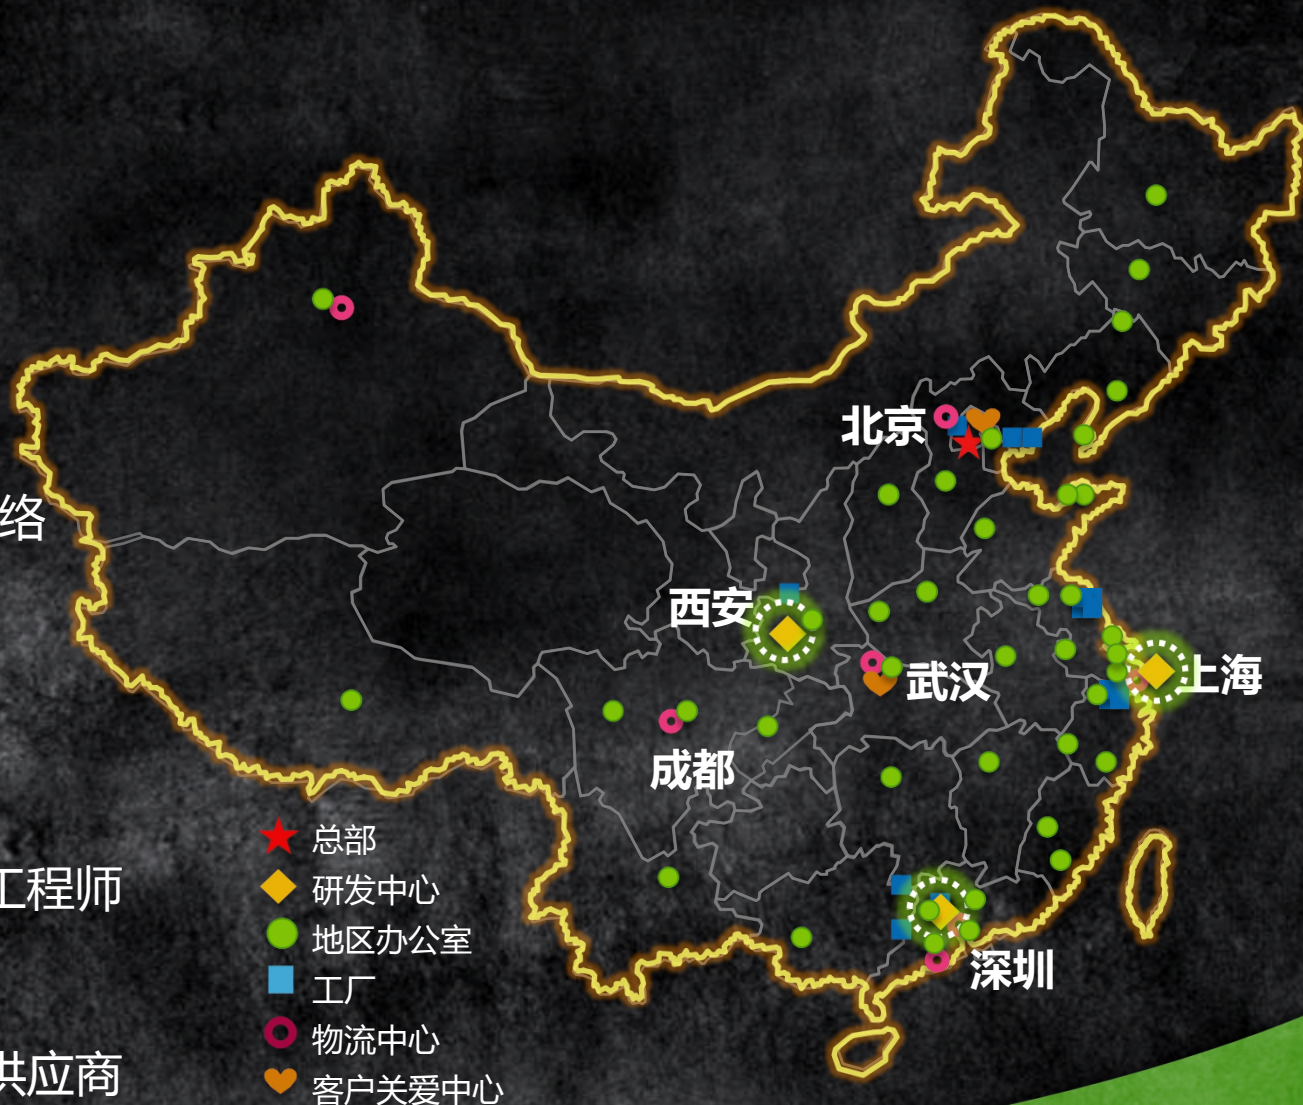 北京
络
西安
武汉
上海
成都
总部
工程师
研发中心
地区办公室
深圳
工厂
物流中心
供应商
客户关爱中心